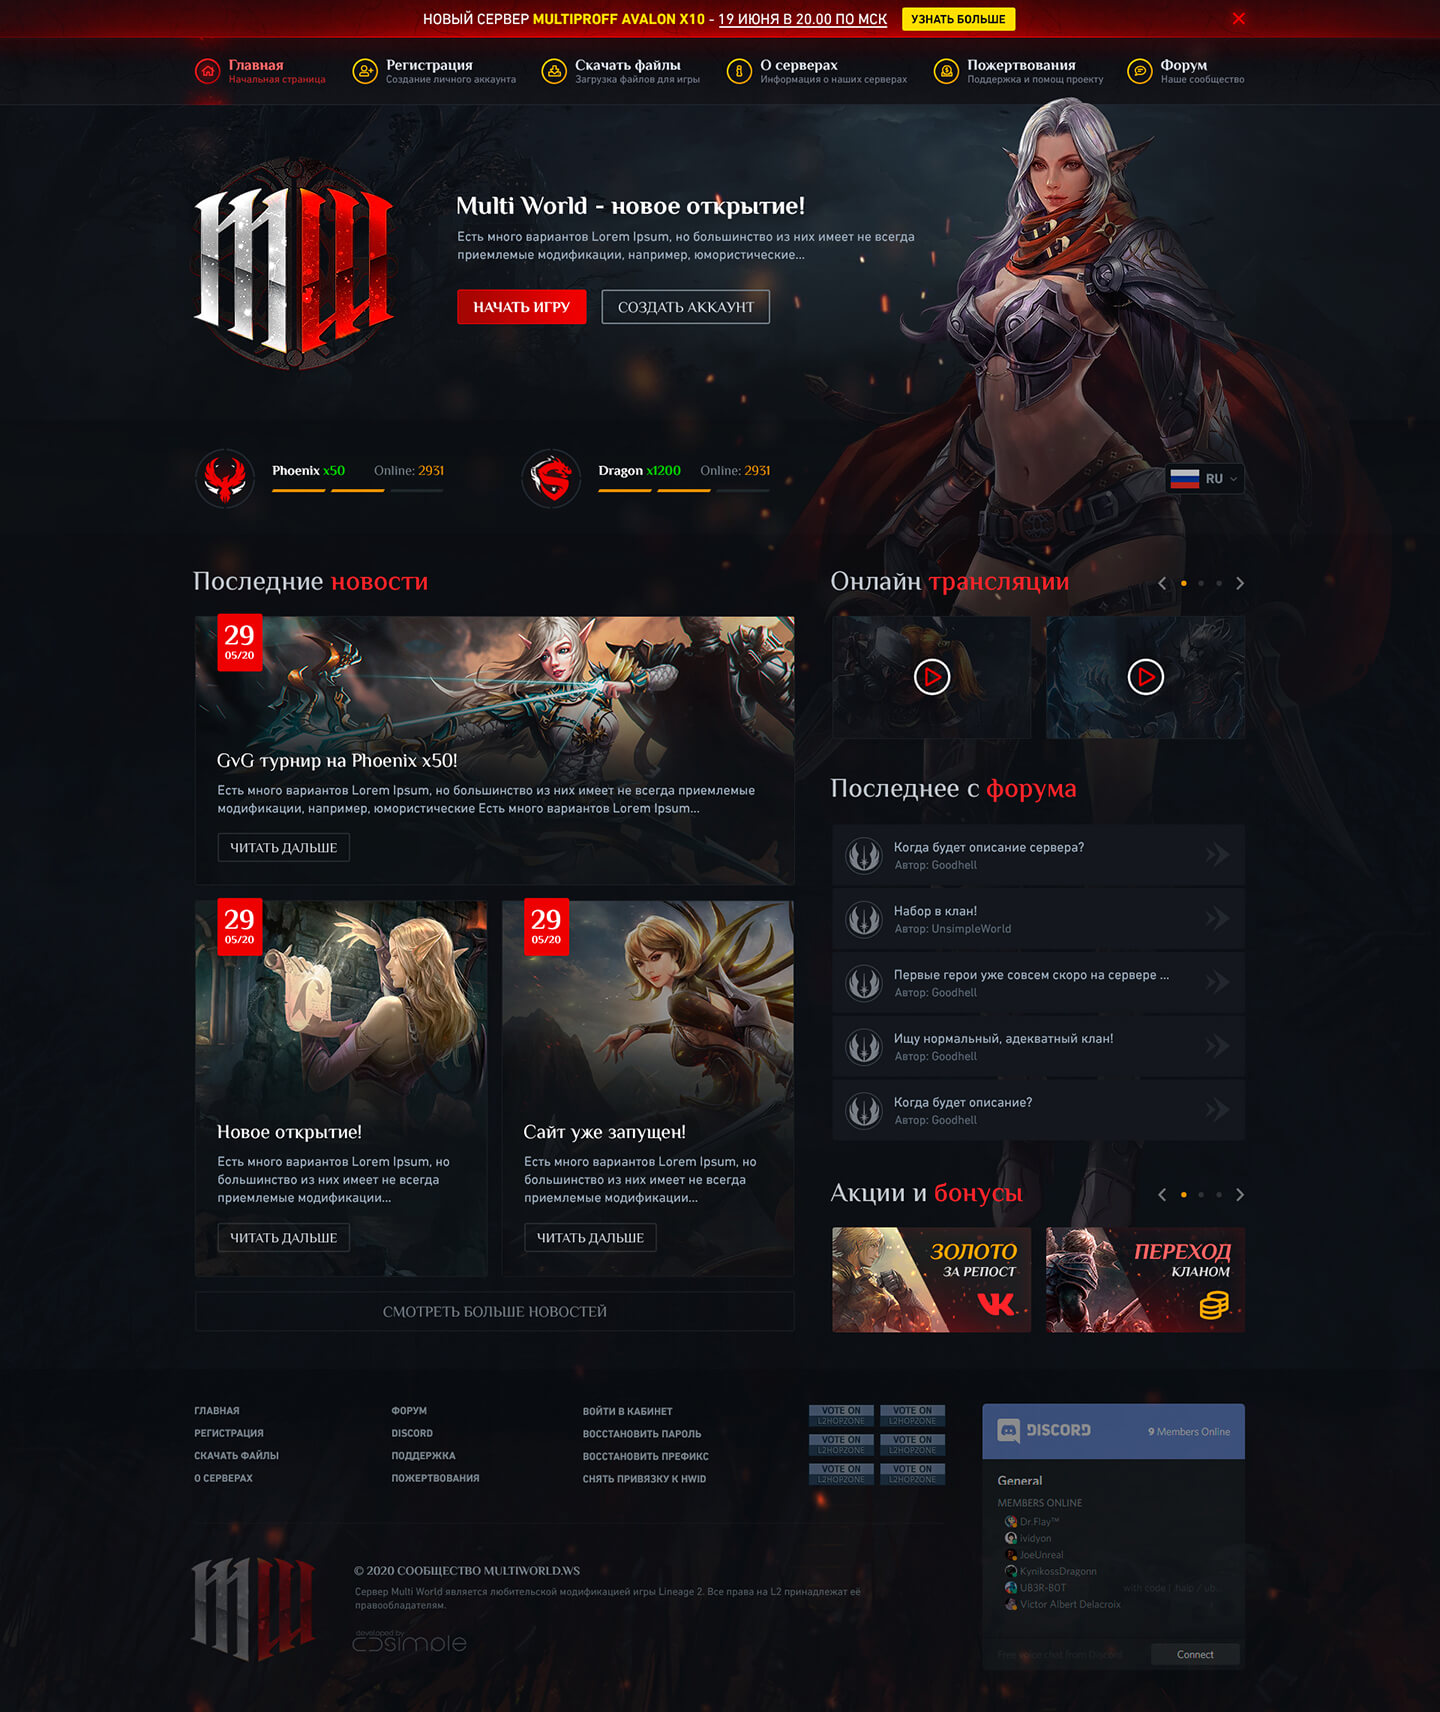 НОВЫЙ СЕРВЕР MULTIPROFF AVALON X10 - 19 ИЮНЯ В 20.00 ПО МСК
УЗНАТЬ БОЛЬШЕ
Главная
Начальная страница
Регистрация
Создание личного аккаунта
Скачать файлы
Загрузка файлов для игры
О серверах
Информация о наших серверах
Пожертвования
Поддержка и помощ проекту
Форум
Наше сообщество
Multi World - новое открытие!
Есть много вариантов Lorem Ipsum, но большинство из них имеет не всегда
приемлемые модификации, например, юмористические...
НАЧАТЬ ИГРУ
СОЗДАТЬ АККАУНТ
Phoenix x50
Online: 2931
Dragon x1200
Online: 2931
RU
Последние новости
29
05/20
GvG турнир на Phoenix x50!
Есть много вариантов Lorem Ipsum, но большинство из них имеет не всегда приемлемые
модификации, например, юмористические Есть много вариантов Lorem Ipsum...
ЧИТАТЬ ДАЛЬШЕ
29
05/20
Новое открытие!
Есть много вариантов Lorem Ipsum, но
большинство из них имеет не всегда
приемлемые модификации...
ЧИТАТЬ ДАЛЬШЕ
29
05/20
Сайт уже запущен!
Есть много вариантов Lorem Ipsum, но
большинство из них имеет не всегда
приемлемые модификации...
ЧИТАТЬ ДАЛЬШЕ
СМОТРЕТЬ БОЛЬШЕ НОВОСТЕЙ
Онлайн трансляции
Последнее с форума
Когда будет описание сервера?
Автор: Goodhell
Набор в клан!
Автор: UnsimpleWorld
Первые герои уже совсем скоро на сервере ...
Автор: Goodhell
Ищу нормальный, адекватный клан!
Автор: Goodhell
Когда будет описание?
Автор: Goodhell
Акции и бонусы
ЗОЛОТО
ЗА РЕПОСТ
ПЕРЕХОД
КЛАНОМ
ГЛАВНАЯ
РЕГИСТРАЦИЯ
СКАЧАТЬ ФАЙЛЫ
О СЕРВЕРАХ
ФОРУМ
DISCORD
ПОДДЕРЖКА
ПОЖЕРТВОВАНИЯ
ВОЙТИ В КАБИНЕТ
ВОССТАНОВИТЬ ПАРОЛЬ
ВОССТАНОВИТЬ ПРЕФИКС
СНЯТЬ ПРИВЯЗКУ К HWID
VOTE ON
L2HOPZONE
VOTE ON
L2HOPZONE
VOTE ON
L2HOPZONE
VOTE ON
L2HOPZONE
VOTE ON
L2HOPZONE
VOTE ON
L2HOPZONE
DISCORD
9 Members Online
General
MEMBERS ONLINE
Dr.Flay™
ividyon
JoeUnreal
KynikossDragonn
UB3R-B0T
with code | .help / ub...
Victor Albert Delacroix
Free voice chat from Discord
Connect
© 2020 СООБЩЕСТВО MULTIWORLD.WS
Сервер Multi World является любительской модификацией игры Lineage 2. Все права на L2 принадлежат её
правообладателям.
developed by